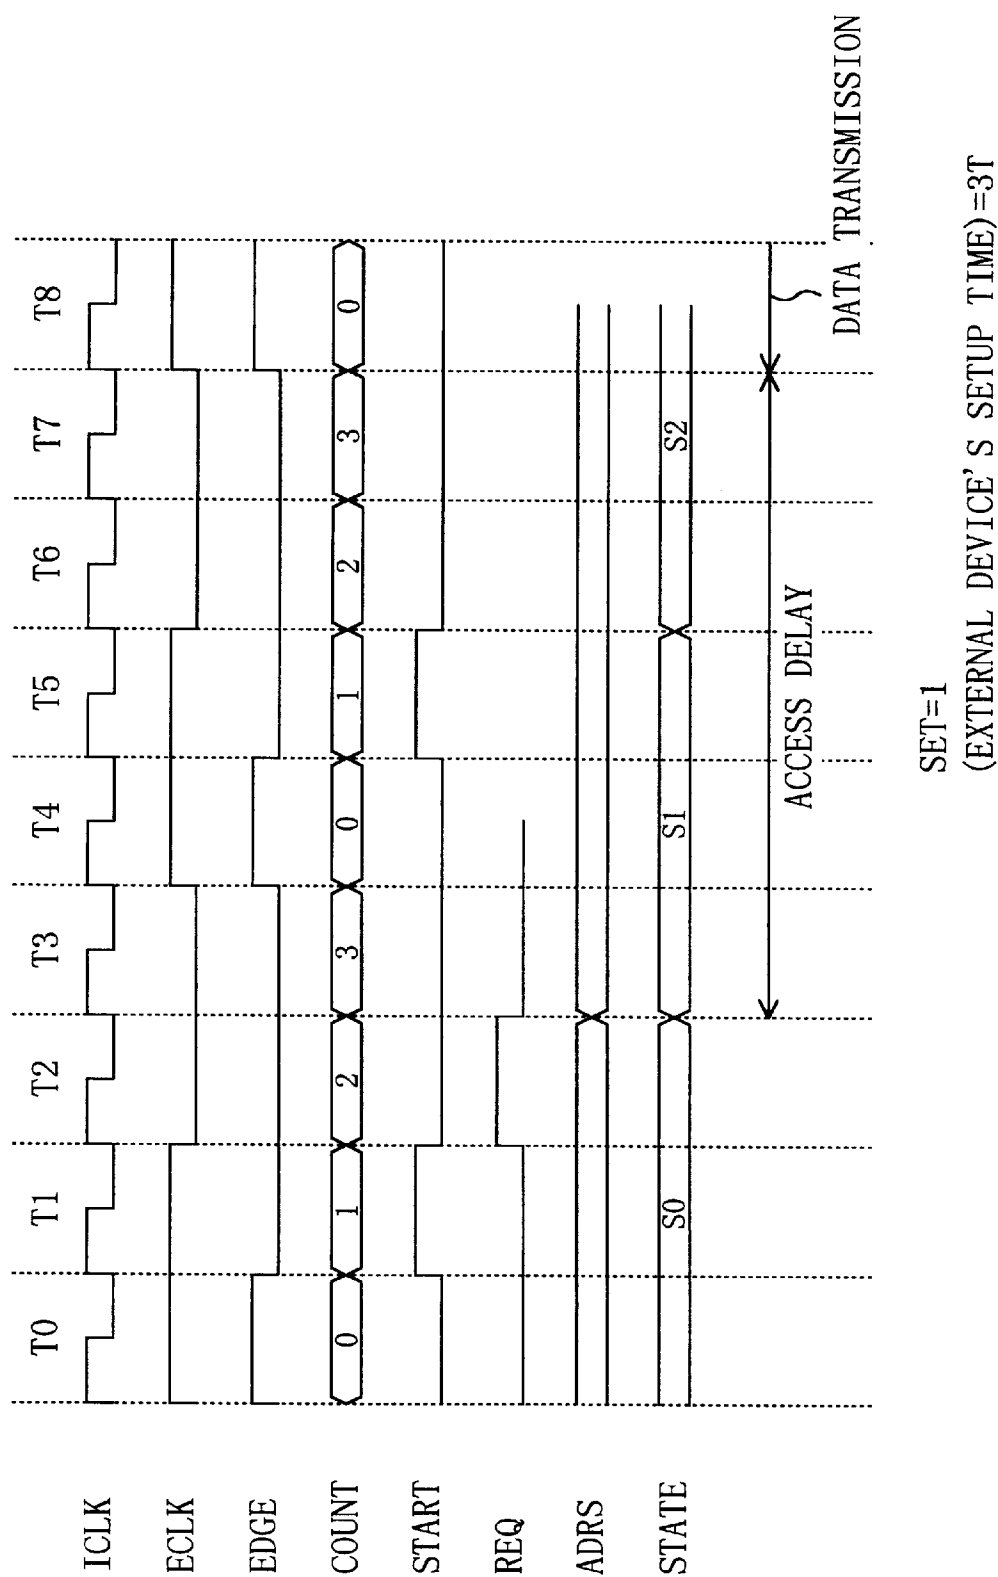 T0 T1 T2 T3 T4 T5 T6 T7 T8
ICLK
ECLK
EDGE
COUNT 0 1 2 3 0 1 2 3 0
START
REQ
ADRS
STATE S0 S1 S2
ACCESS DELAY
DATA TRANSMISSION
SET=1
(EXTERNAL DEVICE'S SETUP TIME)=3T